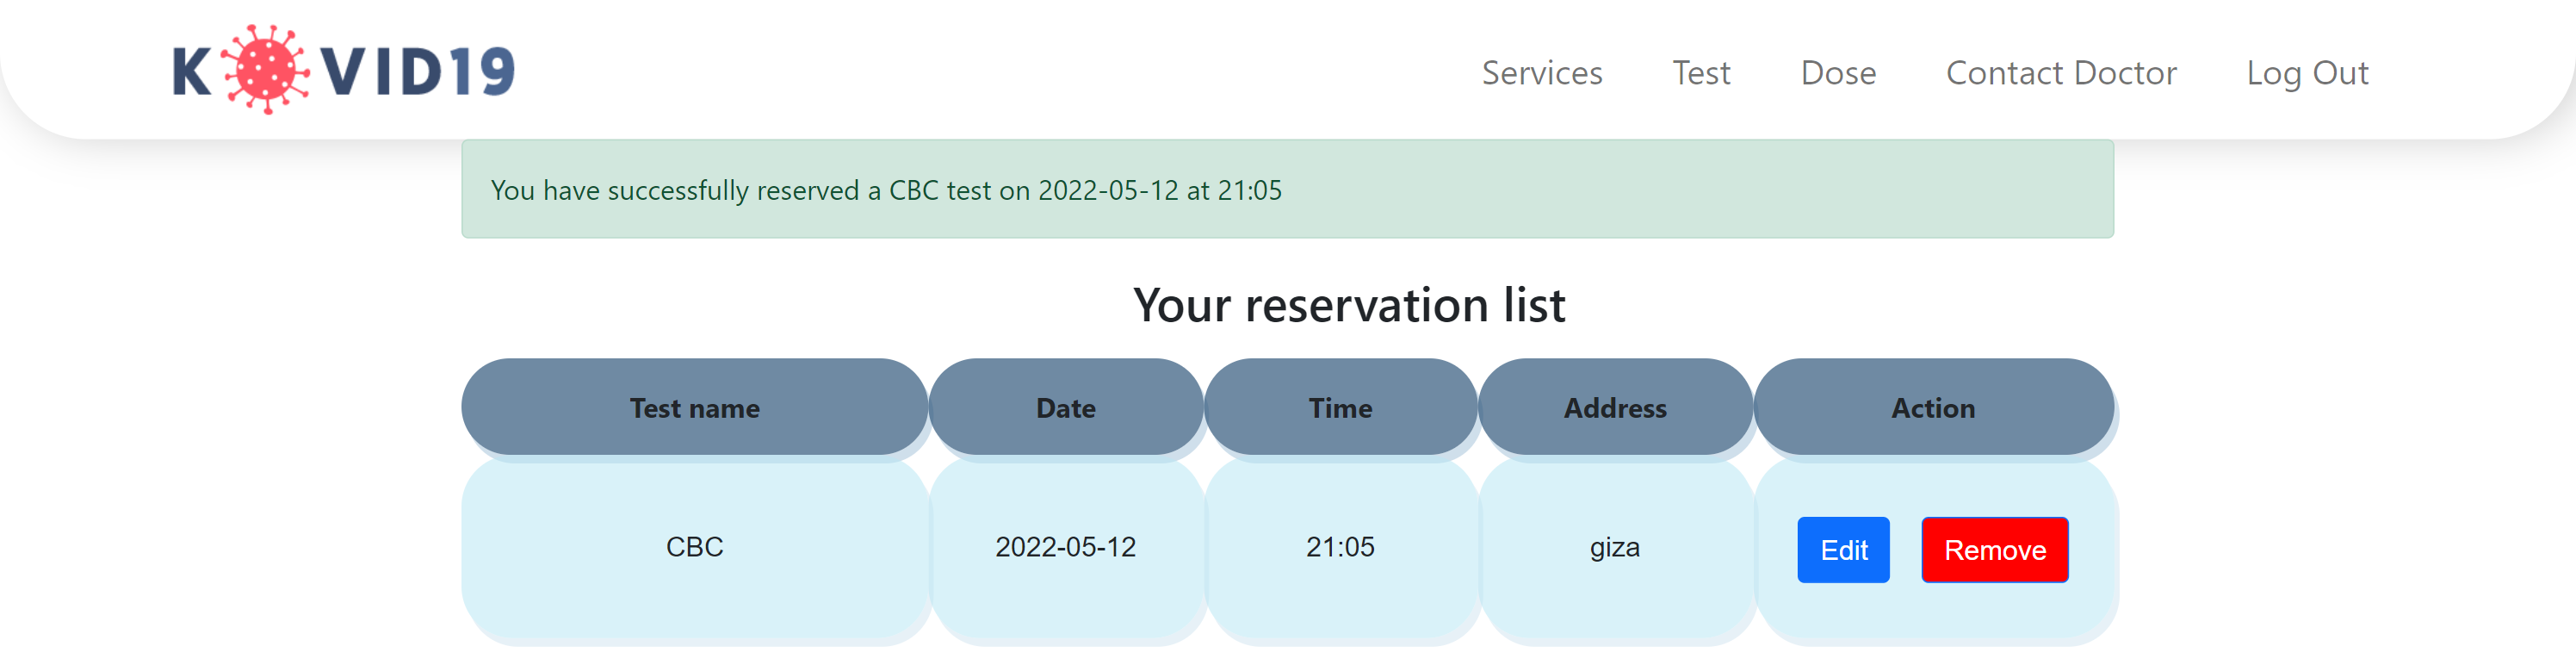 K VID19
Services Test Dose Contact Doctor Log Out
You have successfully reserved a CBC test on 2022-05-12 at 21:05
Your reservation list
Test name Date Time Address Action
CBC 2022-05-12 21:05 giza Edit Remove